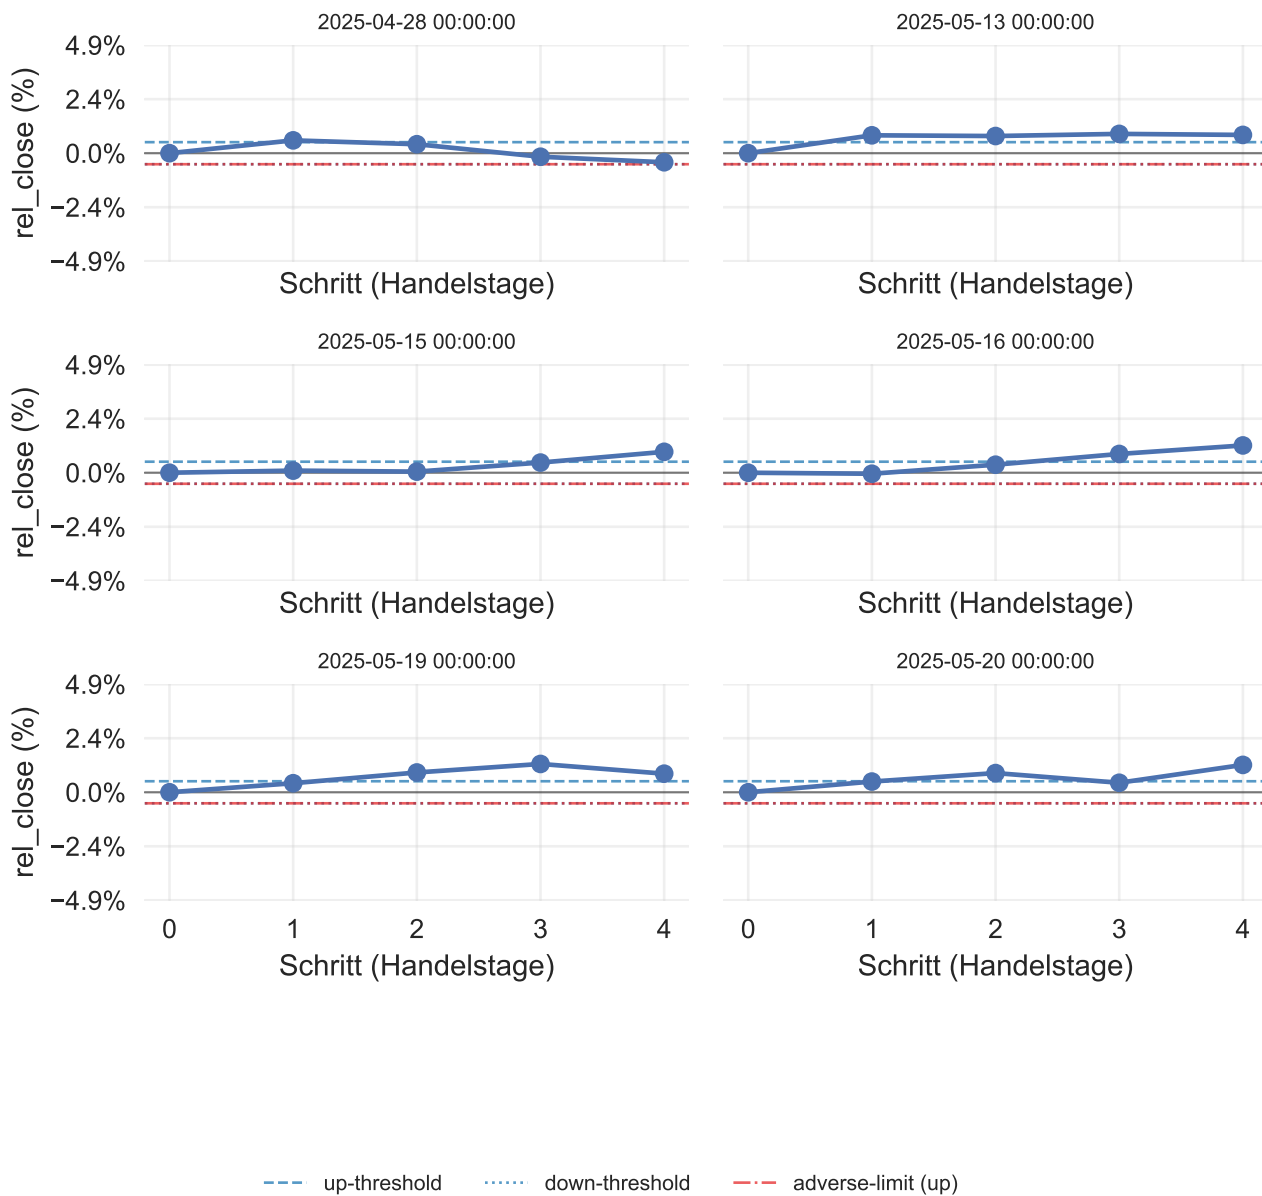 2025-04-28 00:00:00
2025-05-13 00:00:00
4.9%
2.4%
0.0%
−2.4%
−4.9%
rel_close (%)
Schritt (Handelstage)
Schritt (Handelstage)
2025-05-15 00:00:00
2025-05-16 00:00:00
4.9%
2.4%
0.0%
−2.4%
−4.9%
rel_close (%)
Schritt (Handelstage)
Schritt (Handelstage)
2025-05-19 00:00:00
2025-05-20 00:00:00
4.9%
2.4%
0.0%
−2.4%
−4.9%
rel_close (%)
0 1 2 3 4
0 1 2 3 4
Schritt (Handelstage)
Schritt (Handelstage)
up-threshold
down-threshold
adverse-limit (up)